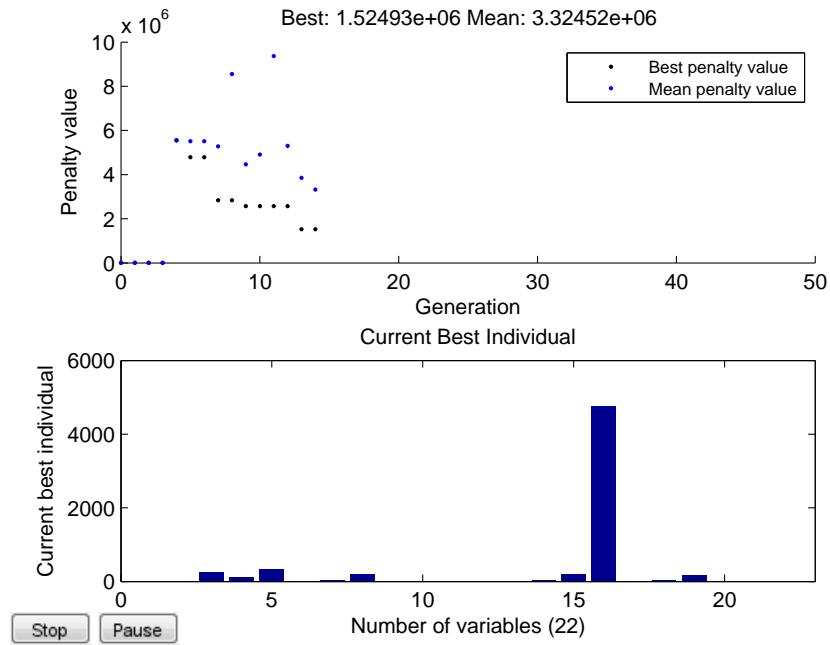 Best: 1.52493e+06 Mean: 3.32452e+06
x 10^6
10
8
6
4
2
0
Penalty value
Best penalty value
Mean penalty value
0 10 20 30 40 50
Generation
Current Best Individual
6000
4000
2000
0
Current best individual
0 5 10 15 20
Number of variables (22)
Stop Pause